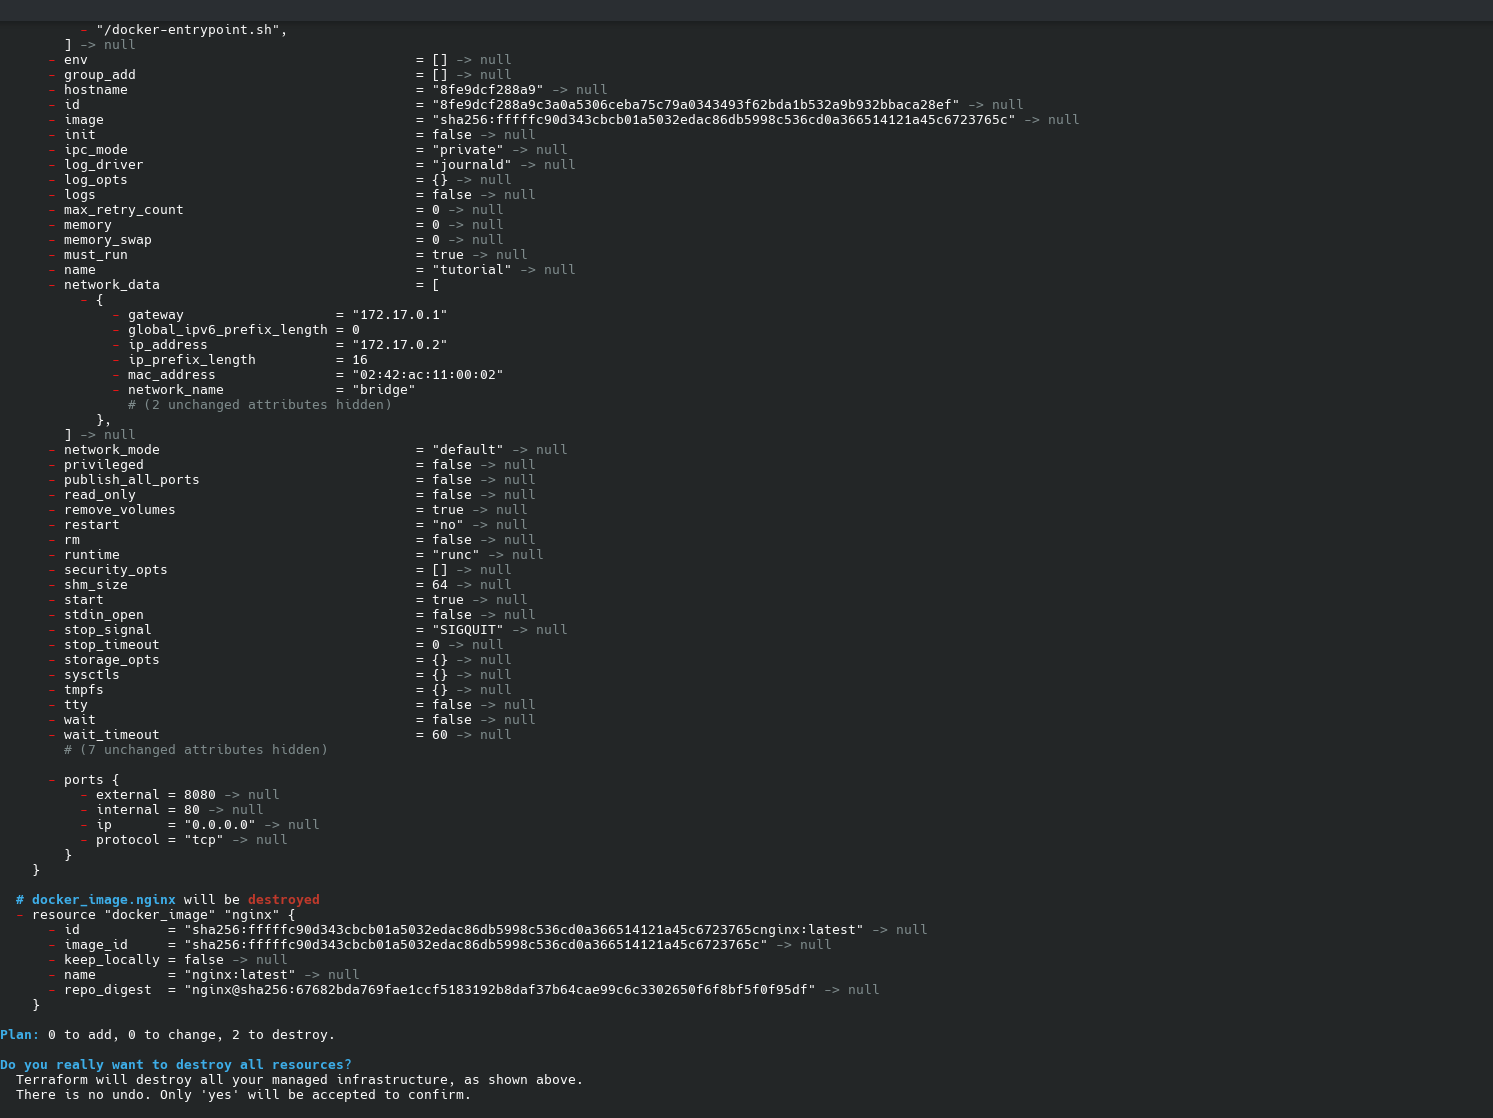 - "/docker-entrypoint.sh",
        ] -> null
      - env                                         = [] -> null
      - group_add                                   = [] -> null
      - hostname                                    = "8fe9dcf288a9" -> null
      - id                                          = "8fe9dcf288a9c3a0a5306ceba75c79a0343493f62bda1b532a9b932bbaca28ef" -> null
      - image                                       = "sha256:fffffc90d343cbcb01a5032edac86db5998c536cd0a366514121a45c6723765c" -> null
      - init                                        = false -> null
      - ipc_mode                                    = "private" -> null
      - log_driver                                  = "journald" -> null
      - log_opts                                    = {} -> null
      - logs                                        = false -> null
      - max_retry_count                             = 0 -> null
      - memory                                      = 0 -> null
      - memory_swap                                 = 0 -> null
      - must_run                                    = true -> null
      - name                                        = "tutorial" -> null
      - network_data                                = [
          - {
              - gateway                   = "172.17.0.1"
              - global_ipv6_prefix_length = 0
              - ip_address                = "172.17.0.2"
              - ip_prefix_length          = 16
              - mac_address               = "02:42:ac:11:00:02"
              - network_name              = "bridge"
                # (2 unchanged attributes hidden)
            },
        ] -> null
      - network_mode                                = "default" -> null
      - privileged                                  = false -> null
      - publish_all_ports                           = false -> null
      - read_only                                   = false -> null
      - remove_volumes                              = true -> null
      - restart                                     = "no" -> null
      - rm                                          = false -> null
      - runtime                                     = "runc" -> null
      - security_opts                               = [] -> null
      - shm_size                                    = 64 -> null
      - start                                       = true -> null
      - stdin_open                                  = false -> null
      - stop_signal                                 = "SIGQUIT" -> null
      - stop_timeout                                = 0 -> null
      - storage_opts                                = {} -> null
      - sysctls                                     = {} -> null
      - tmpfs                                       = {} -> null
      - tty                                         = false -> null
      - wait                                        = false -> null
      - wait_timeout                                = 60 -> null
        # (7 unchanged attributes hidden)

      - ports {
          - external = 8080 -> null
          - internal = 80 -> null
          - ip       = "0.0.0.0" -> null
          - protocol = "tcp" -> null
        }
    }

  # docker_image.nginx will be destroyed
  - resource "docker_image" "nginx" {
      - id           = "sha256:fffffc90d343cbcb01a5032edac86db5998c536cd0a366514121a45c6723765cnginx:latest" -> null
      - image_id     = "sha256:fffffc90d343cbcb01a5032edac86db5998c536cd0a366514121a45c6723765c" -> null
      - keep_locally = false -> null
      - name         = "nginx:latest" -> null
      - repo_digest  = "nginx@sha256:67682bda769fae1ccf5183192b8daf37b64cae99c6c3302650f6f8bf5f0f95df" -> null
    }

Plan: 0 to add, 0 to change, 2 to destroy.

Do you really want to destroy all resources?
  Terraform will destroy all your managed infrastructure, as shown above.
  There is no undo. Only 'yes' will be accepted to confirm.